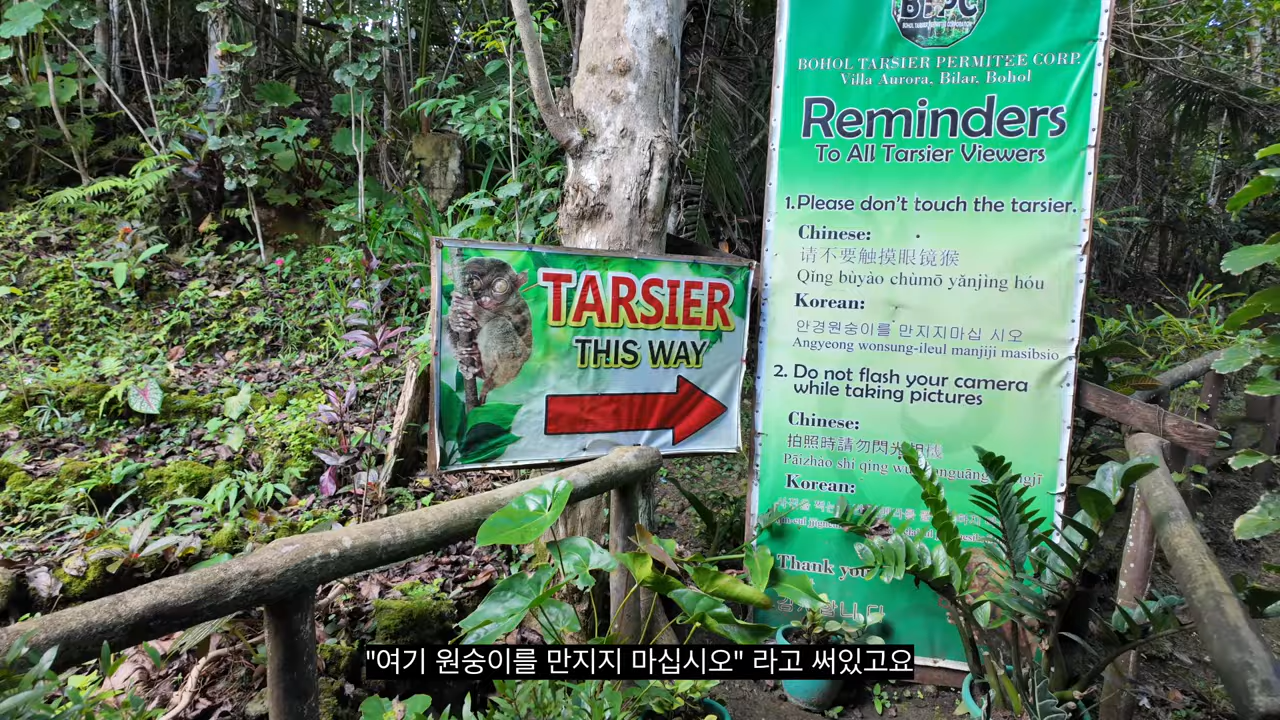 BTPC
BOHOL TARSIER PERMITEE CORP.
Villa Aurora, Bilar, Bohol
Reminders
To All Tarsier Viewers
1.Please don't touch the tarsier.
Chinese:
请不要触摸眼镜猴
Qǐng bùyào chùmō yǎnjìng hóu
Korean:
안경원숭이를 만지지마십 시오
Angyeong wonsung-ileul manjiji masibsio
2. Do not flash your camera
while taking pictures
Chinese:
拍照時請勿閃光相機
Pāizhào shí qǐng
Korean:
Thank you
TARSIER
THIS WAY
"여기 원숭이를 만지지 마십시오" 라고 써있고요